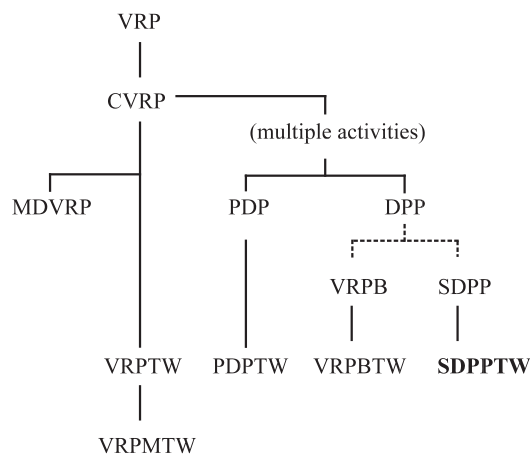 VRP
CVRP
(multiple activities)
MDVRP PDP DPP
VRPB SDPP
VRPTW PDPTW VRPBTW SDPPTW
VRPMTW